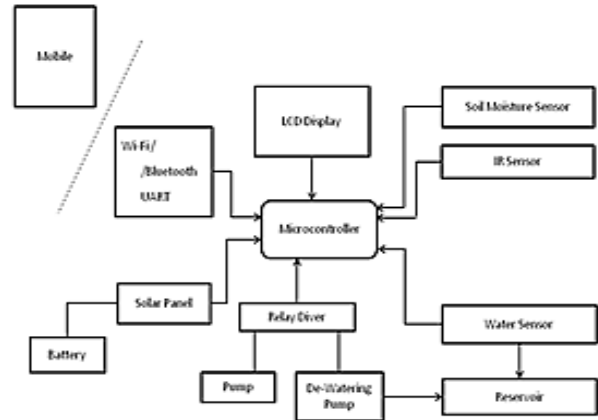 Mobile
LCD Display
Soil Moisture Sensor
Wi-Fi/
/Bluetooth
UART
IR Sensor
Microcontroller
Solar Panel
Relay Diver
Water Sensor
Battery
Pump
De-Watering
Pump
Reservoir